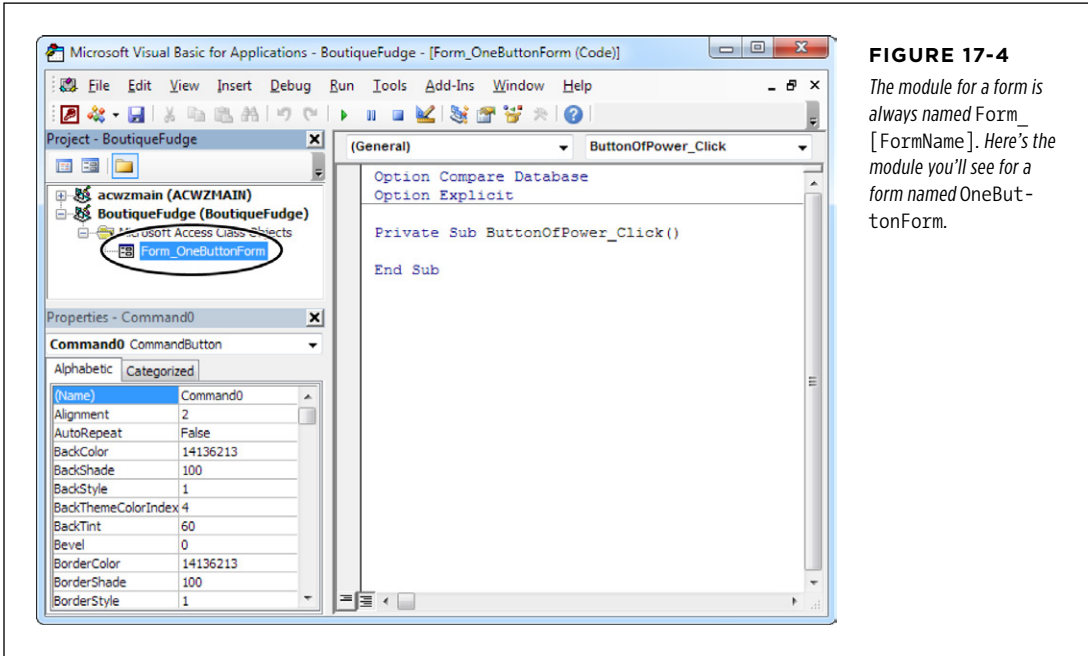 Microsoft Visual Basic for Applications - BoutiqueFudge - [Form_OneButtonForm (Code)]
File Edit View Insert Debug Run Tools Add-Ins Window Help
Project - BoutiqueFudge
acwzmain (ACWZMAIN)
BoutiqueFudge (BoutiqueFudge)
Microsoft Access Class Objects
Form_OneButtonForm
Properties - Command0
Command0 CommandButton
Alphabetic Categorized
(Name) Command0
Alignment 2
AutoRepeat False
BackColor 14136213
BackShade 100
BackStyle 1
BackThemeColorIndex 4
BackTint 60
Bevel 0
BorderColor 14136213
BorderShade 100
BorderStyle 1
(General) ButtonOfPower_Click
Option Compare Database
Option Explicit
Private Sub ButtonOfPower_Click()
End Sub
FIGURE 17-4
The module for a form is
always named Form_
[FormName]. Here's the
module you'll see for a
form named OneBut-
tonForm.